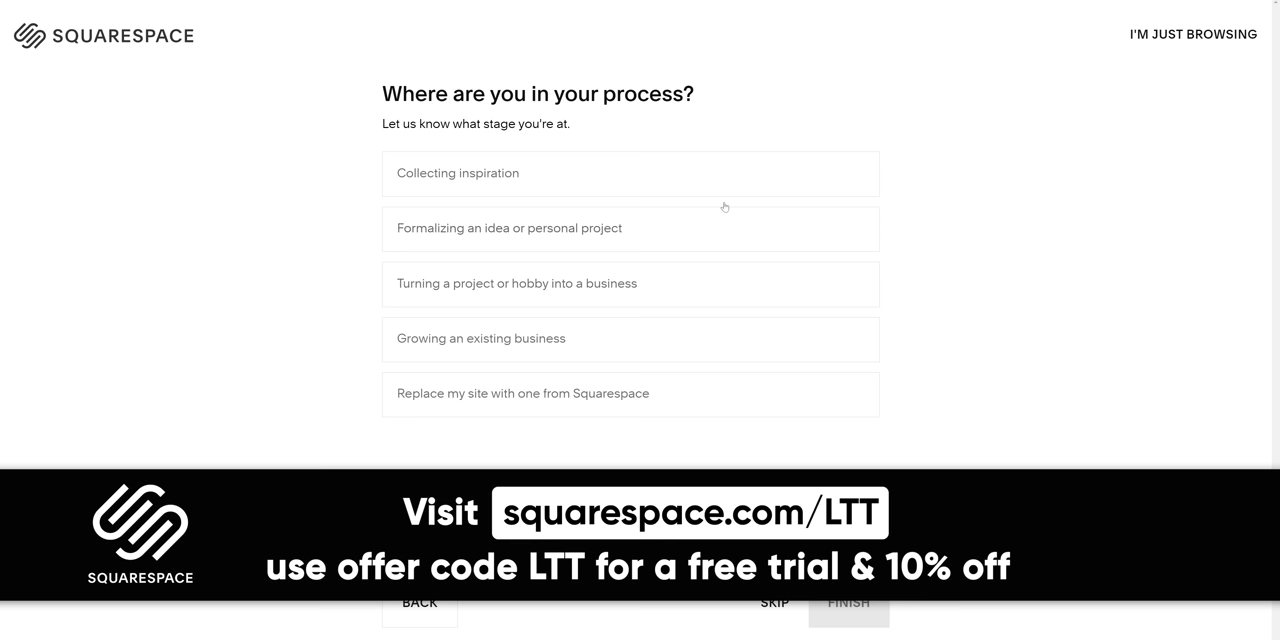 SQUARESPACE
I'M JUST BROWSING
Where are you in your process?
Let us know what stage you're at.
Collecting inspiration
Formalizing an idea or personal project
Turning a project or hobby into a business
Growing an existing business
Replace my site with one from Squarespace
Visit squarespace.com/LTT
use offer code LTT for a free trial & 10% off
SQUARESPACE
BACK
SKIP
FINISH